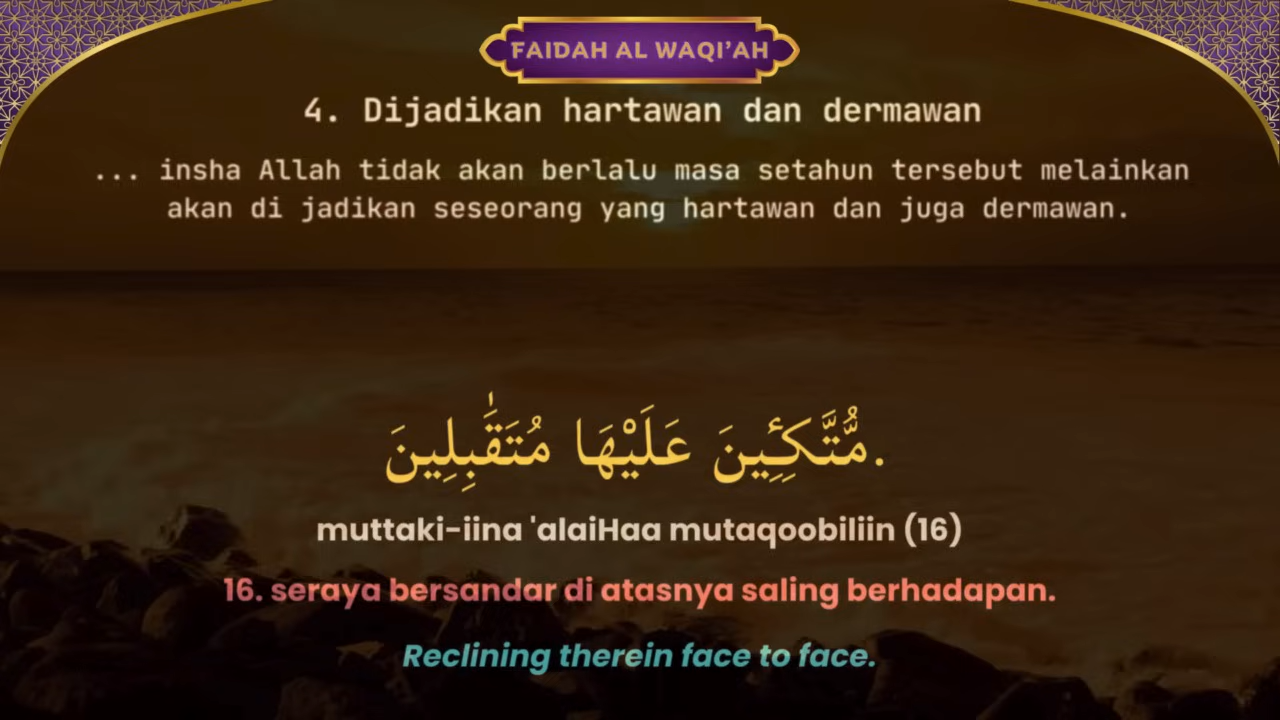 FAIDAH AL WAQI'AH
4. Dijadikan hartawan dan dermawan
... insha Allah tidak akan berlalu masa setahun tersebut melainkan
akan di jadikan seseorang yang hartawan dan juga dermawan.
مُّتَّكِـِٔينَ عَلَيْهَا مُتَقَٰبِلِينَ.
muttaki-iina 'alaiHaa mutaqoobiliin (16)
16. seraya bersandar di atasnya saling berhadapan.
Reclining therein face to face.